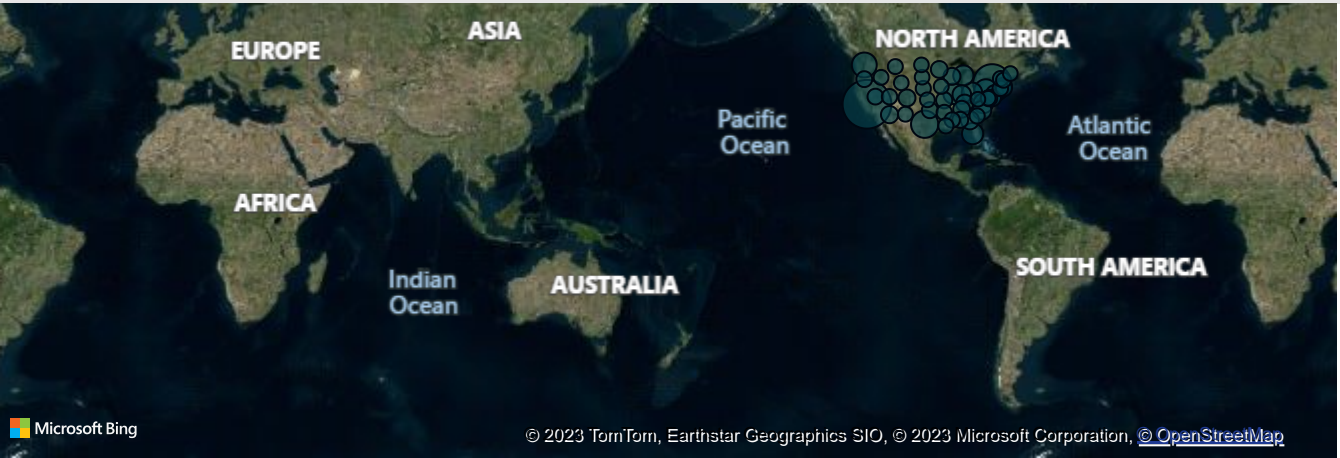 ASIA
EUROPE
NORTH AMERICA
Pacific
Ocean
Atlantic
Ocean
AFRICA
Indian
Ocean
AUSTRALIA
SOUTH AMERICA
Microsoft Bing
© 2023 TomTom, Earthstar Geographics SIO, © 2023 Microsoft Corporation, © OpenStreetMap